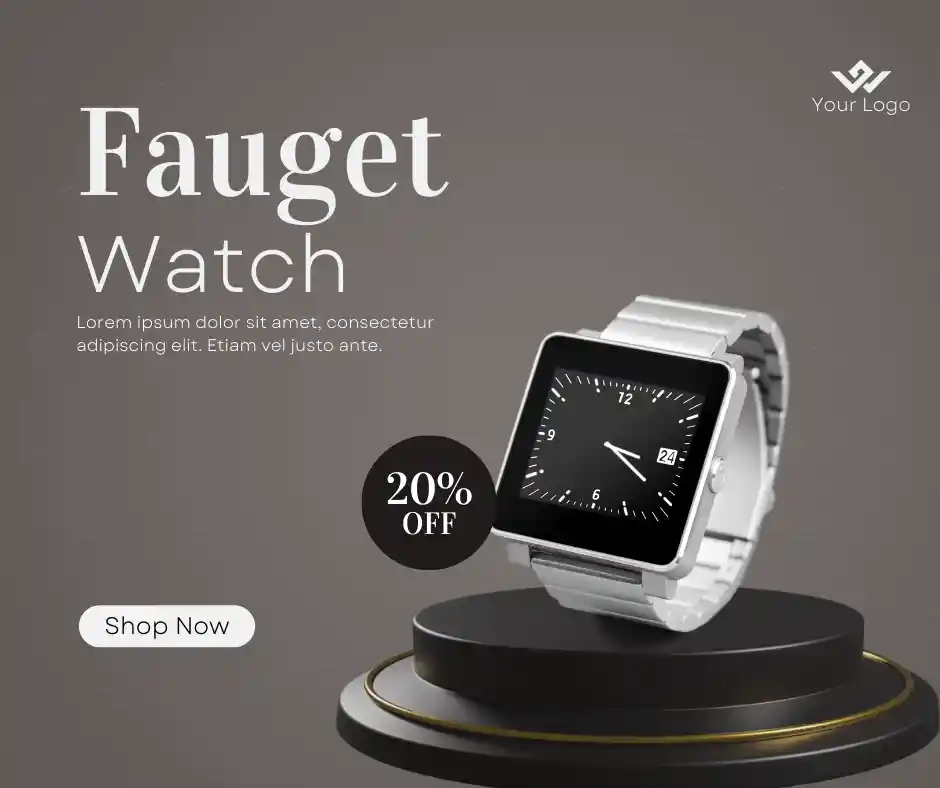 Your Logo
Fauget
Watch
Lorem ipsum dolor sit amet, consectetur
adipiscing elit. Etiam vel justo ante.
12
9
24
6
20%
OFF
Shop Now